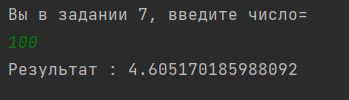 Вы в задании 7, введите число=
100
Результат : 4.605170185988092